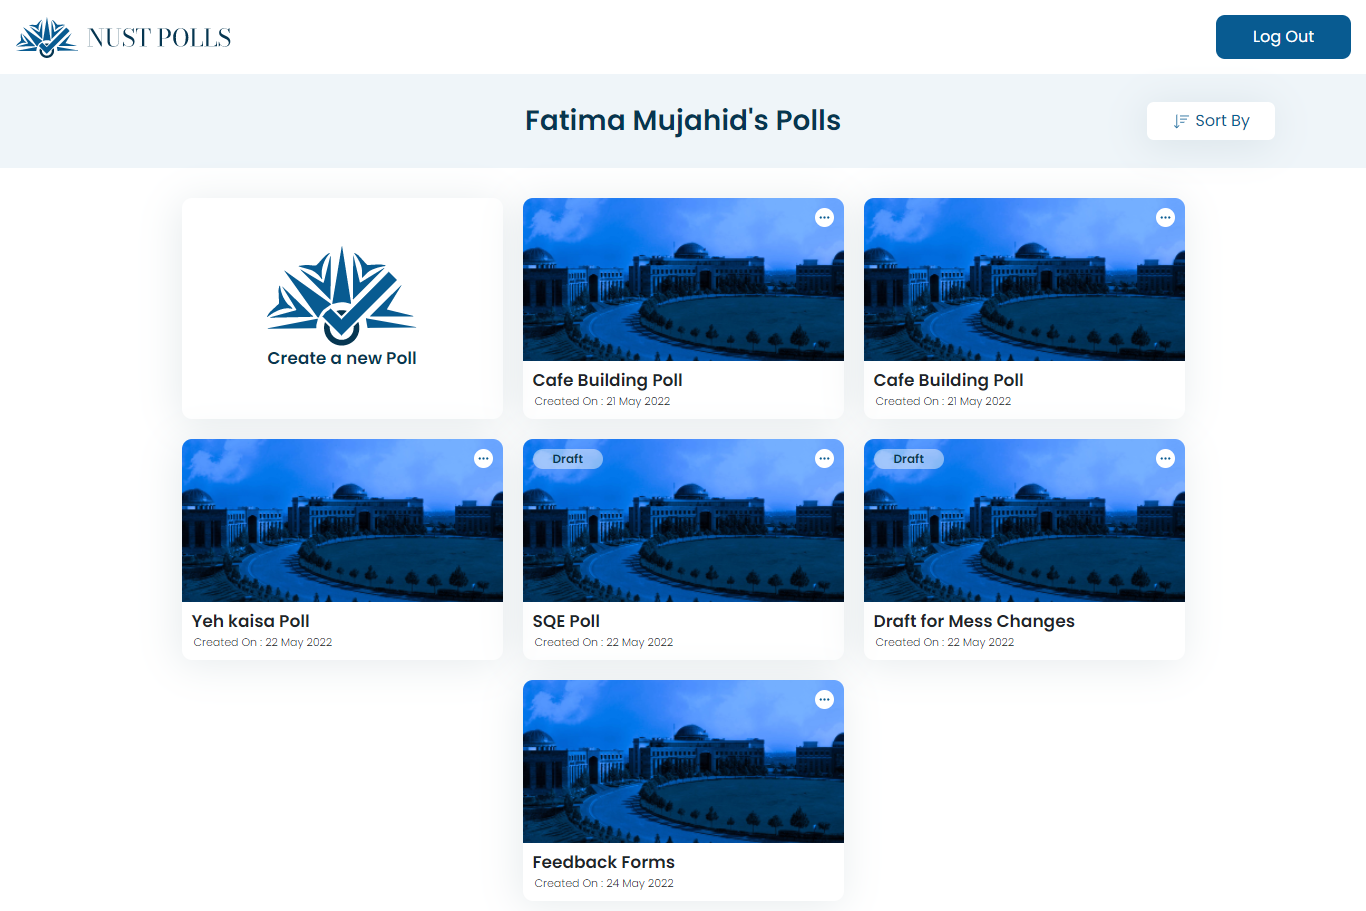 NUST POLLS
Log Out
Fatima Mujahid's Polls
Sort By
Create a new Poll
Cafe Building Poll
Created On : 21 May 2022
Cafe Building Poll
Created On : 21 May 2022
Yeh kaisa Poll
Created On : 22 May 2022
Draft
SQE Poll
Created On : 22 May 2022
Draft
Draft for Mess Changes
Created On : 22 May 2022
Feedback Forms
Created On : 24 May 2022